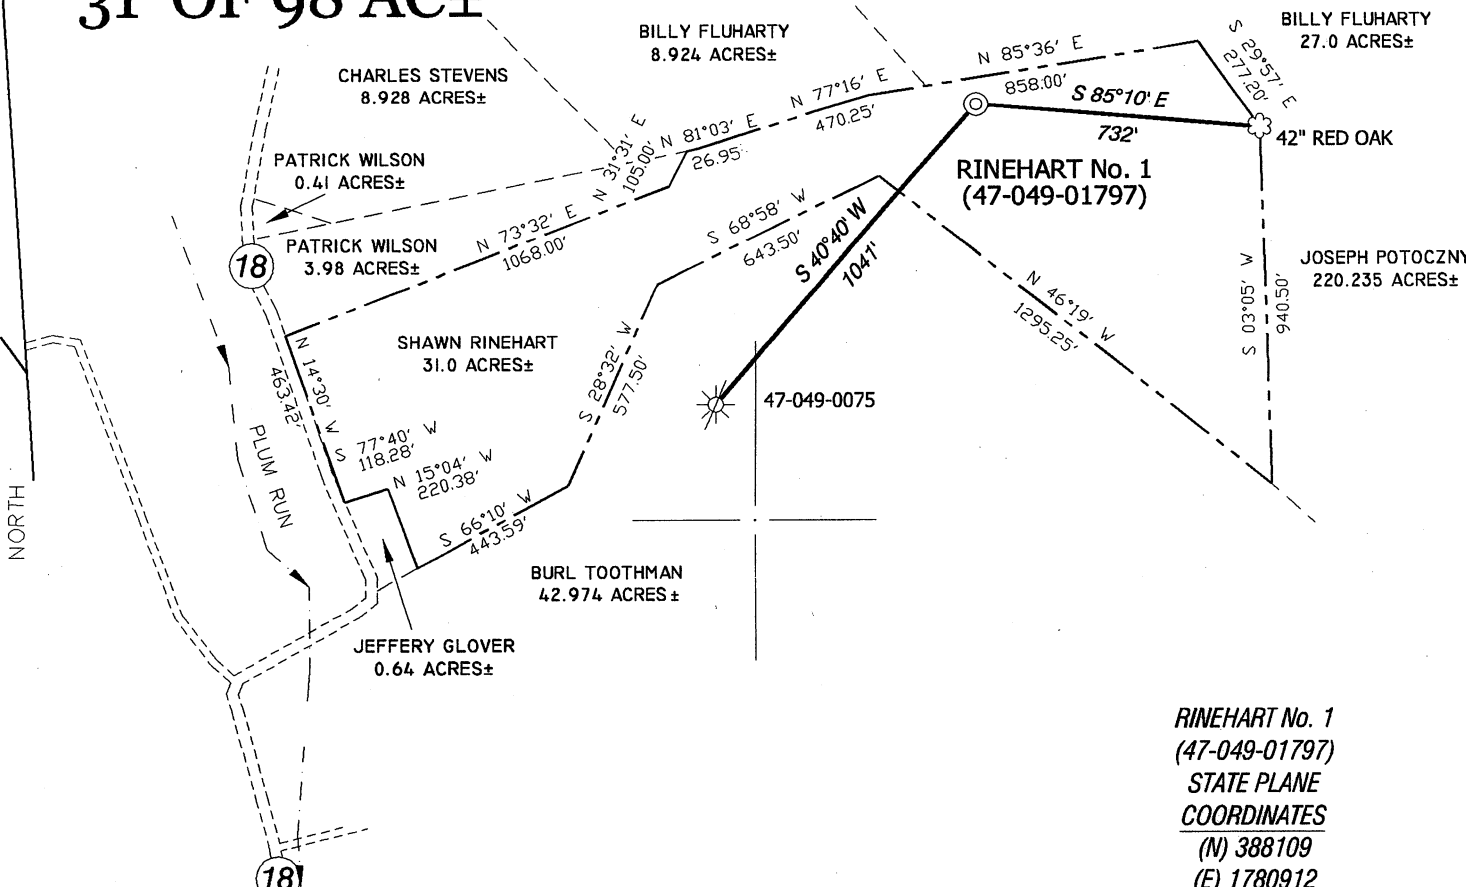 31 OF 98 AC±
BILLY FLUHARTY
8.924 ACRES±
BILLY FLUHARTY
27.0 ACRES±
CHARLES STEVENS
8.928 ACRES±
N 85°36' E
858.00'
S 29°57' E
277.20'
N 77°16' E
470.25'
S 85°10' E
732'
42" RED OAK
N 81°03' E
26.95'
N 31°31' E
105.00'
PATRICK WILSON
0.41 ACRES±
RINEHART No. 1
(47-049-01797)
N 73°32' E
1068.00'
S 68°58' W
643.50'
S 40°40' W
1041'
PATRICK WILSON
3.98 ACRES±
18
JOSEPH POTOCZNY
220.235 ACRES±
S 03°05' W
940.50'
N 46°19' W
1295.25'
SHAWN RINEHART
31.0 ACRES±
N 14°30' W
463.42'
S 28°32' W
577.50'
47-049-0075
S 77°40' W
118.28'
N 15°04' W
220.38'
PLUM RUN
NORTH
S 66°10' W
443.59'
BURL TOOTHMAN
42.974 ACRES±
JEFFERY GLOVER
0.64 ACRES±
RINEHART No. 1
(47-049-01797)
STATE PLANE
COORDINATES
(N) 388109
(E) 1780912
18